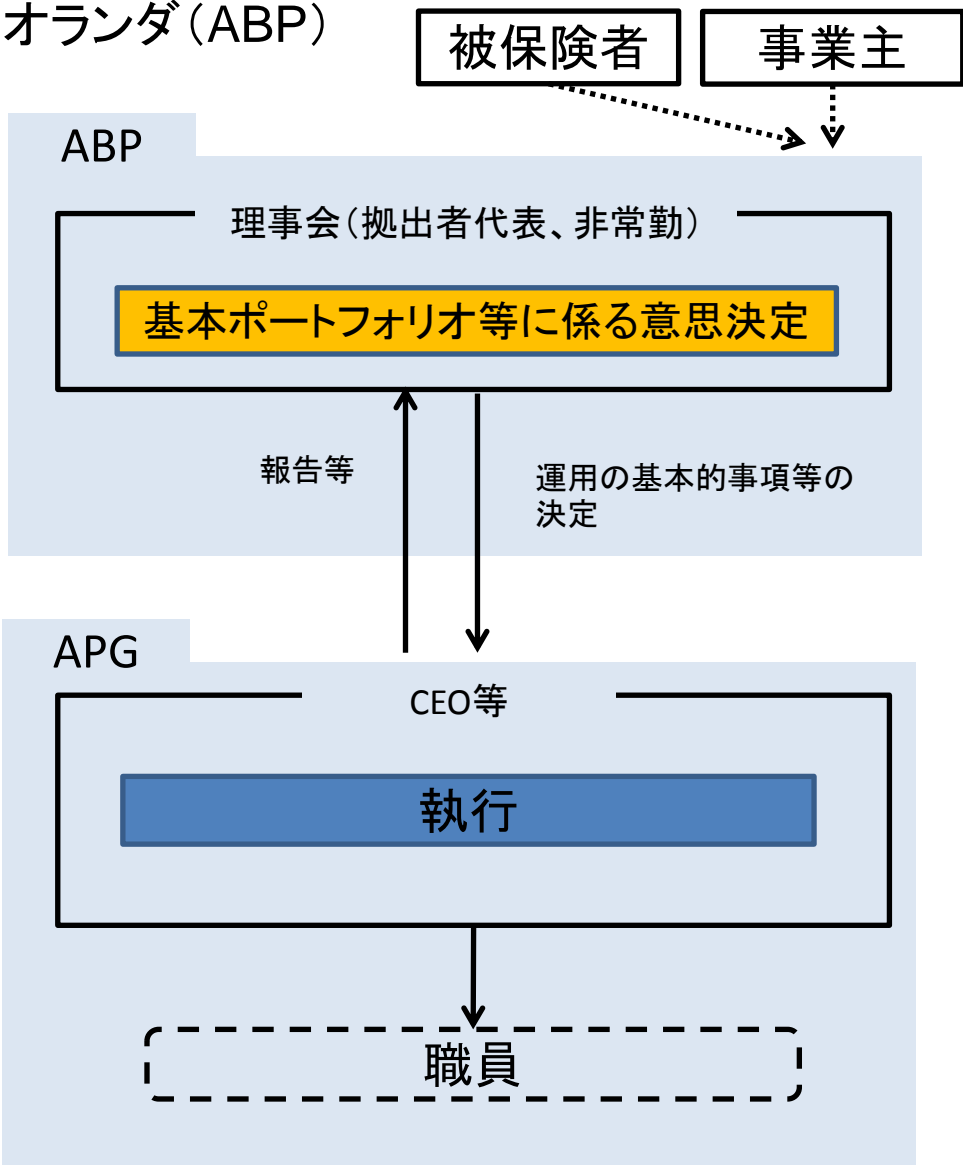 オランダ（ABP）
被保険者
事業主
ABP
理事会（拠出者代表、非常勤）
基本ポートフォリオ等に係る意思決定
報告等
運用の基本的事項等の
決定
APG
CEO等
執行
職員